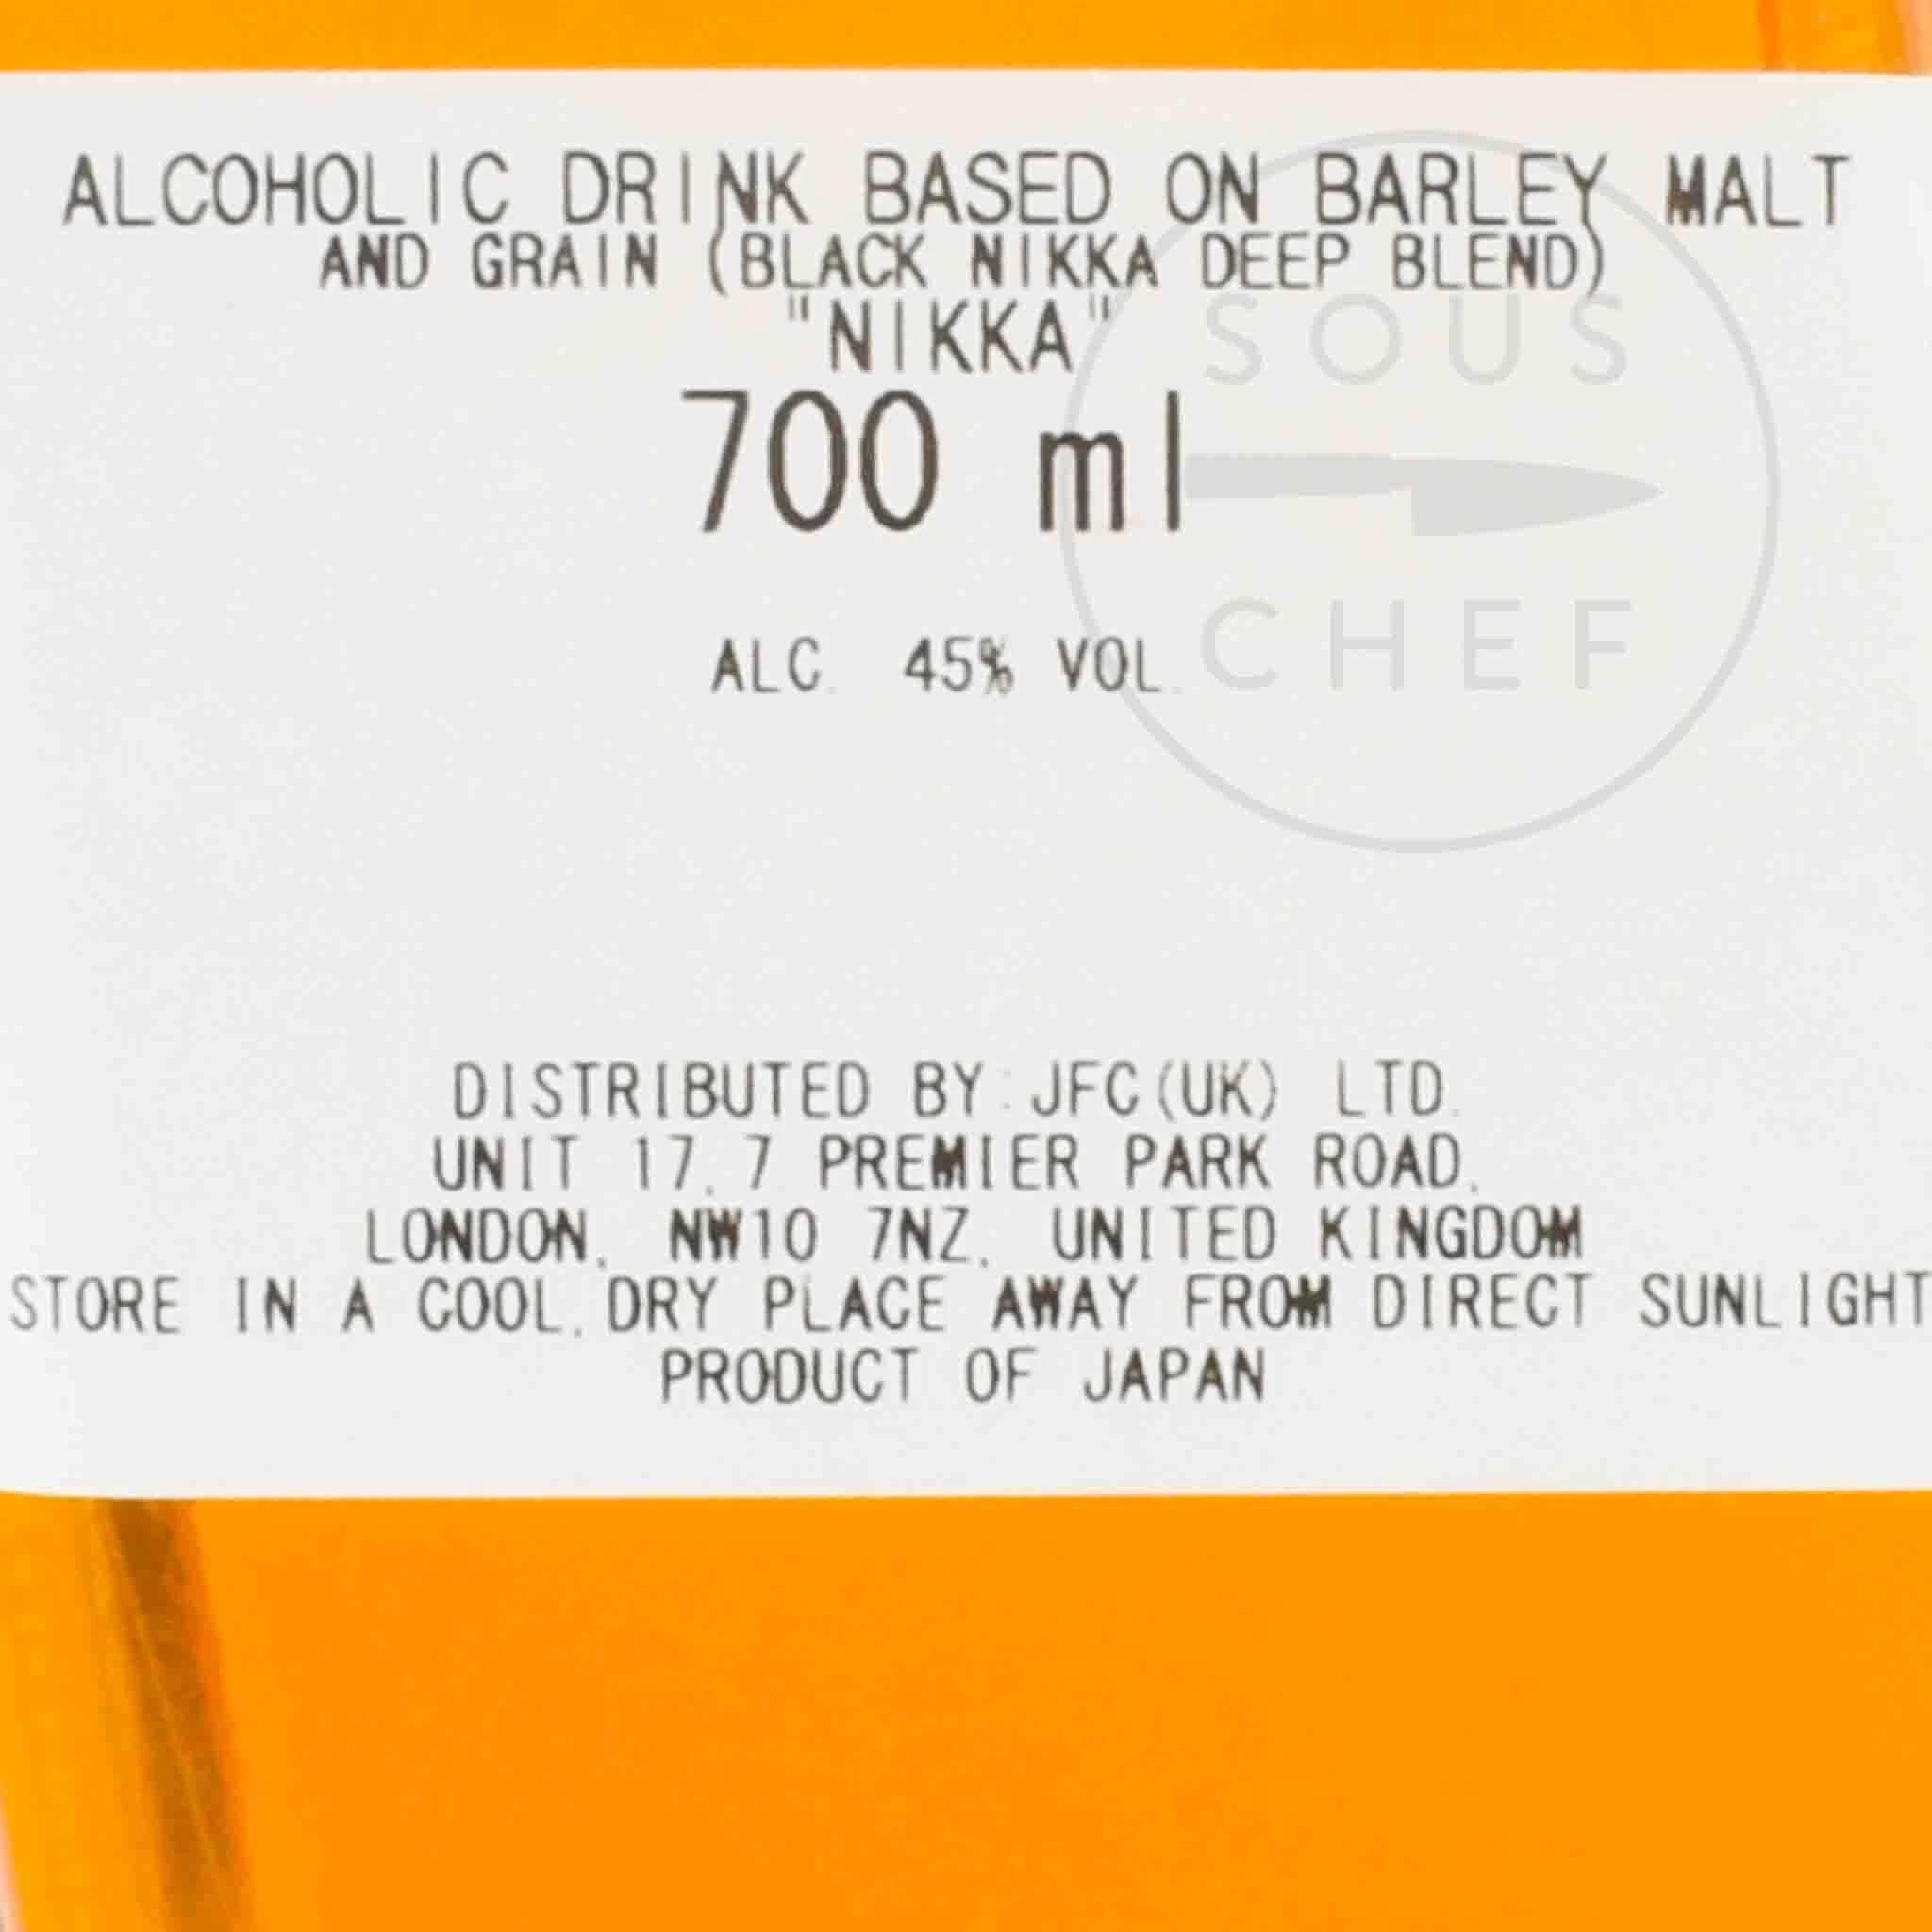 ALCOHOLIC DRINK BASED ON BARLEY MALT
AND GRAIN (BLACK NIKKA DEEP BLEND)
"NIKKA"
700 ml
ALC. 45% VOL.
SOUS
CHEF
DISTRIBUTED BY:JFC(UK) LTD.
UNIT 17,7 PREMIER PARK ROAD,
LONDON, NW10 7NZ, UNITED KINGDOM
STORE IN A COOL,DRY PLACE AWAY FROM DIRECT SUNLIGHT
PRODUCT OF JAPAN